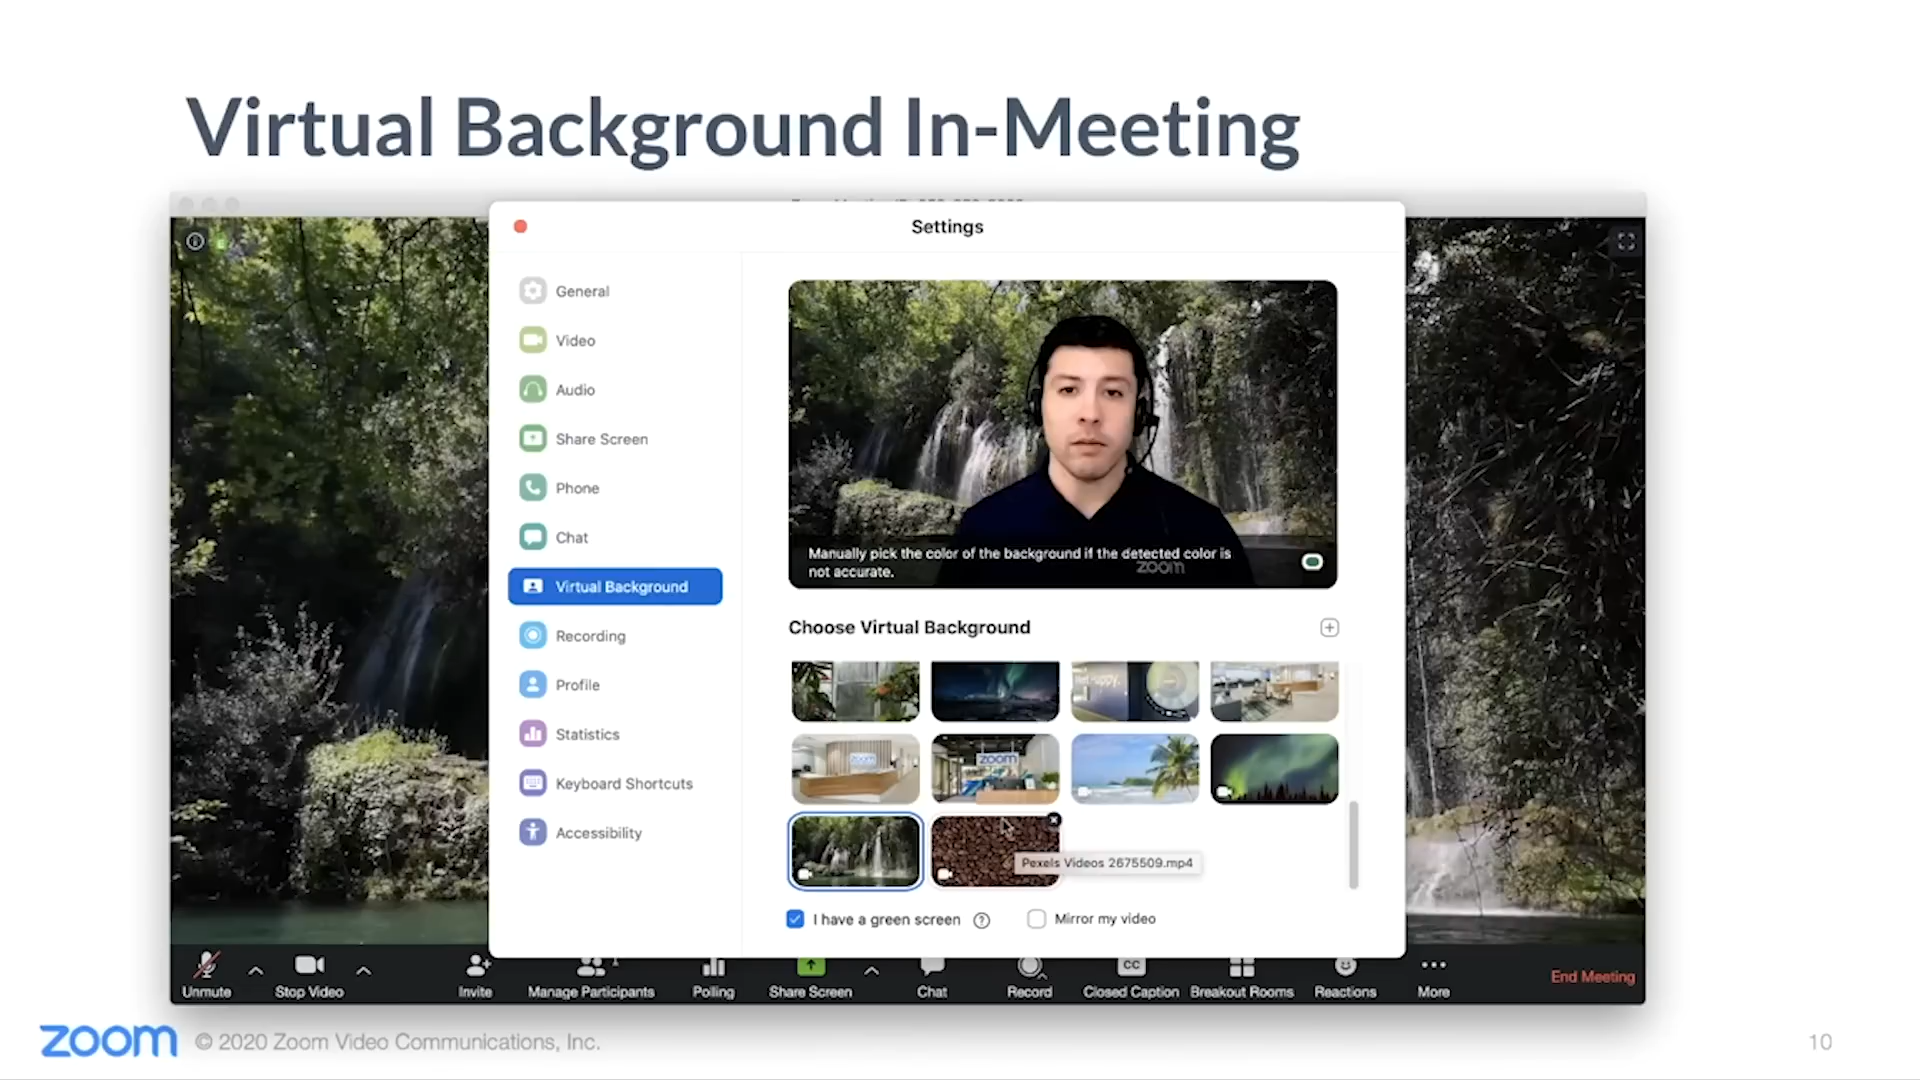 Virtual Background In-Meeting
Settings
General
Video
Audio
Share Screen
Phone
Chat
Virtual Background
Recording
Profile
Statistics
Keyboard Shortcuts
Accessibility
Manually pick the color of the background if the detected color is
not accurate.
zoom
Choose Virtual Background
zoom
zoom
Pexels Videos 2675509.mp4
I have a green screen
Mirror my video
Unmute
Stop Video
Invite
Manage Participants
1
Polling
Share Screen
Chat
Record
CC
Closed Caption
Breakout Rooms
Reactions
More
End Meeting
zoom
© 2020 Zoom Video Communications, Inc.
10